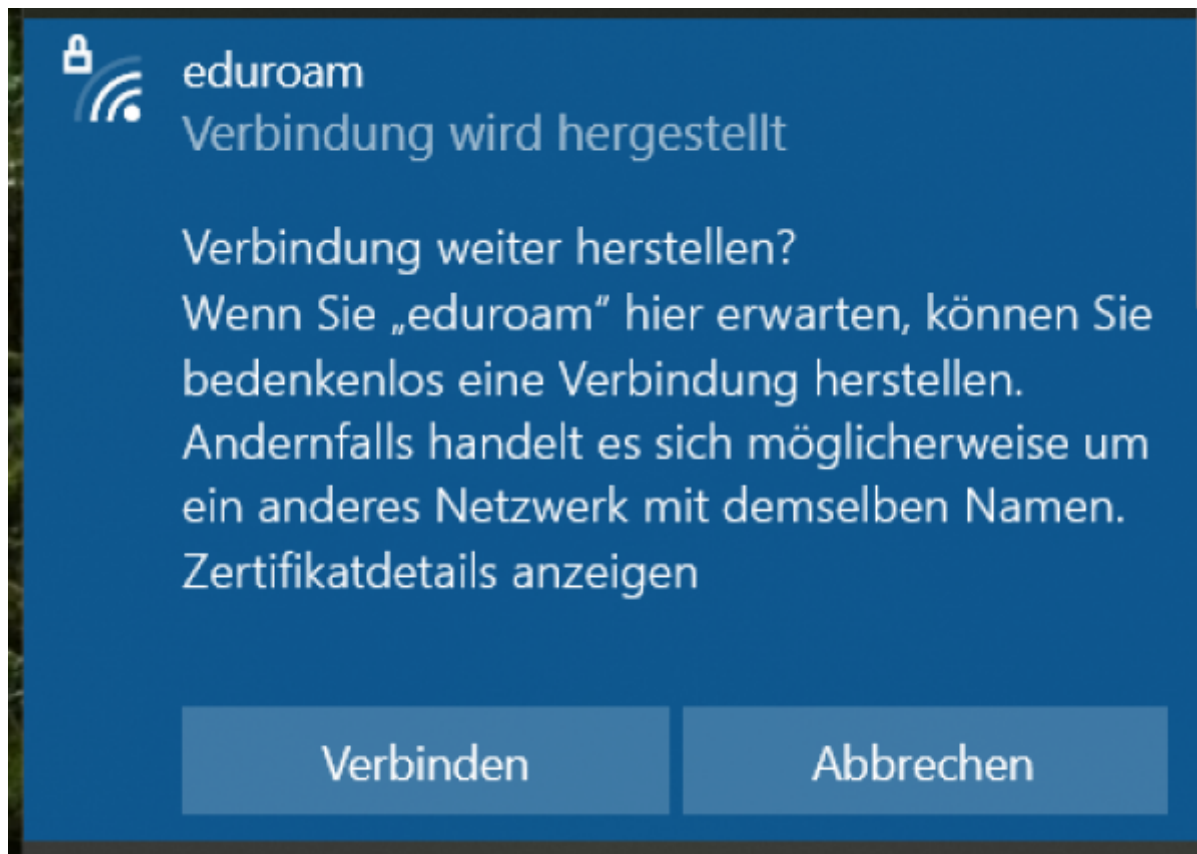 eduroam
Verbindung wird hergestellt
Verbindung weiter herstellen?
Wenn Sie „eduroam“ hier erwarten, können Sie
bedenkenlos eine Verbindung herstellen.
Andernfalls handelt es sich möglicherweise um
ein anderes Netzwerk mit demselben Namen.
Zertifikatdetails anzeigen
Verbinden
Abbrechen